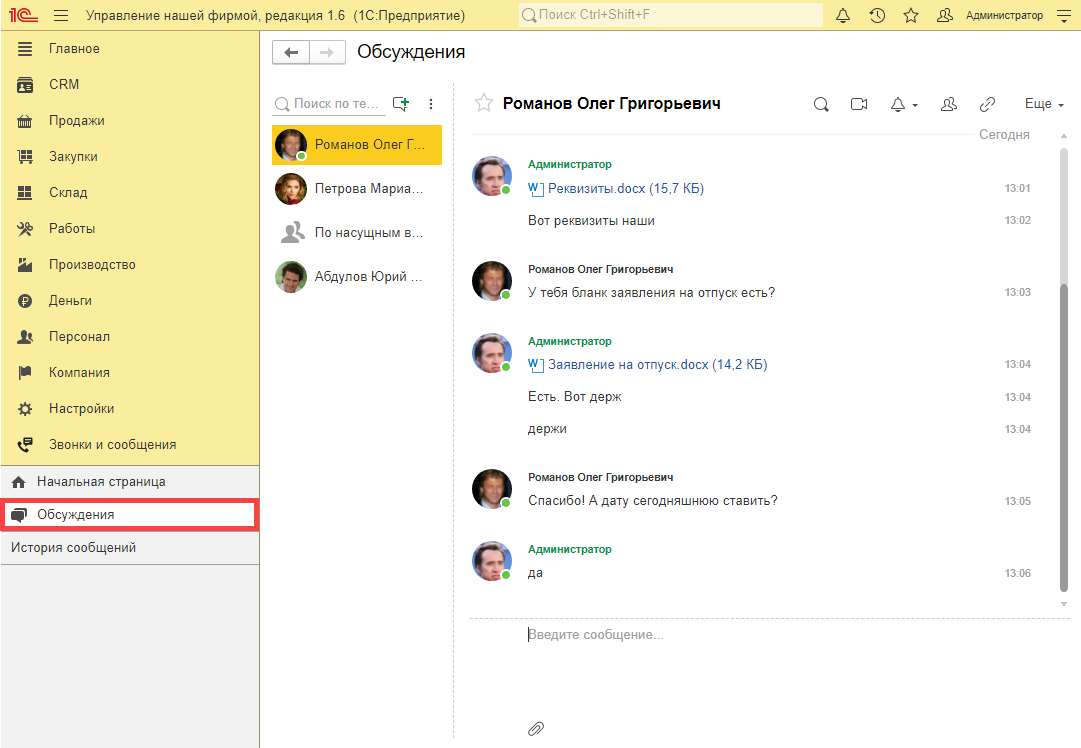 1С Управление нашей фирмой, редакция 1.6 (1С:Предприятие) Поиск Ctrl+Shift+F Администратор
Главное
CRM
Продажи
Закупки
Склад
Работы
Производство
Деньги
Персонал
Компания
Настройки
Звонки и сообщения
Начальная страница
Обсуждения
История сообщений
Обсуждения
Поиск по те...
Романов Олег Г...
Петрова Мариа...
По насущным в...
Абдулов Юрий ...
Романов Олег Григорьевич Еще
Сегодня
Администратор
Реквизиты.docx (15,7 КБ) 13:01
Вот реквизиты наши 13:02
Романов Олег Григорьевич
У тебя бланк заявления на отпуск есть? 13:03
Администратор
Заявление на отпуск.docx (14,2 КБ) 13:04
Есть. Вот держ 13:04
держи 13:04
Романов Олег Григорьевич
Спасибо! А дату сегодняшнюю ставить? 13:05
Администратор
да 13:06
Введите сообщение...